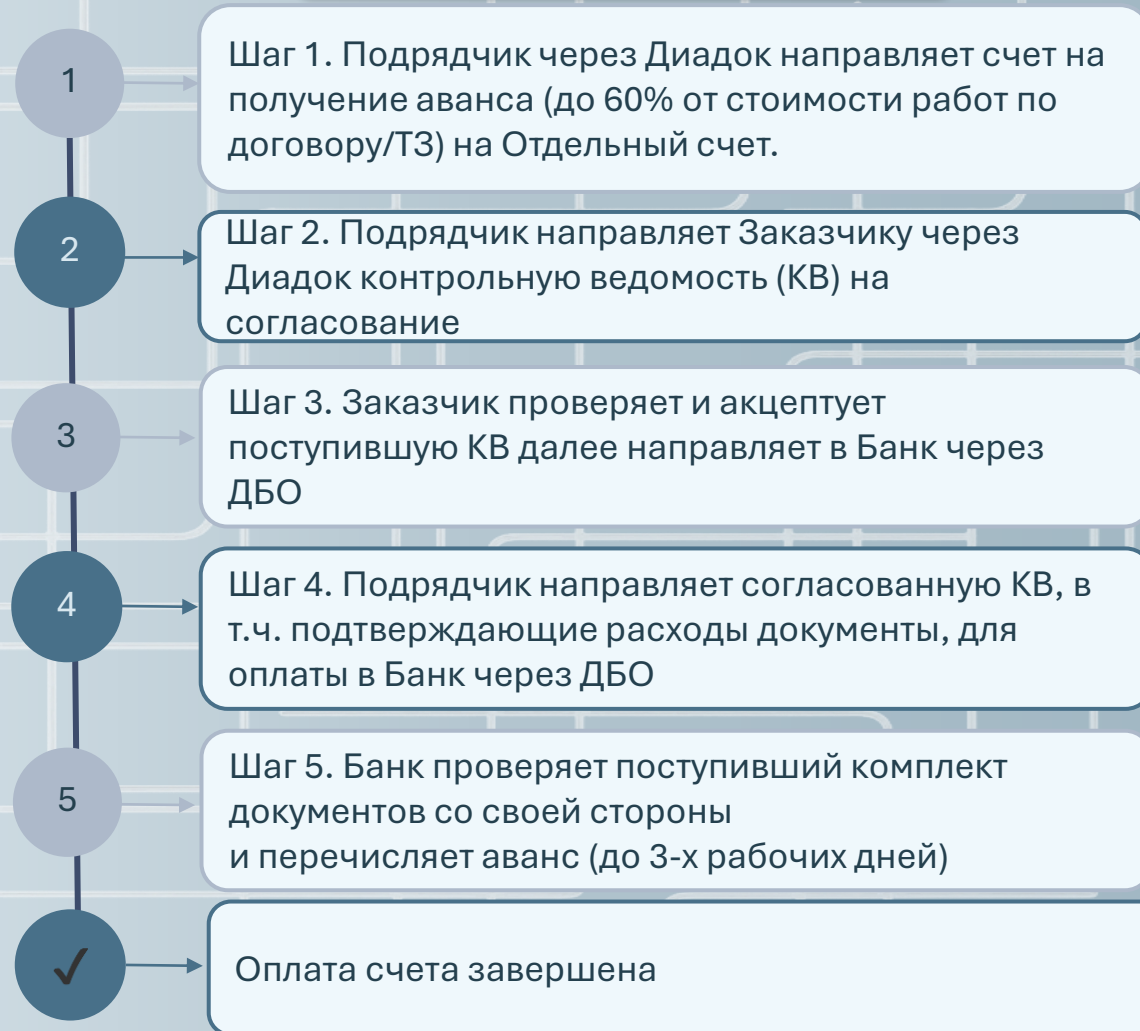 1
Шаг 1. Подрядчик через Диадок направляет счет на
получение аванса (до 60% от стоимости работ по
договору/ТЗ) на Отдельный счет.
2
Шаг 2. Подрядчик направляет Заказчику через
Диадок контрольную ведомость (КВ) на
согласование
3
Шаг 3. Заказчик проверяет и акцептует
поступившую КВ далее направляет в Банк через
ДБО
4
Шаг 4. Подрядчик направляет согласованную КВ, в
т.ч. подтверждающие расходы документы, для
оплаты в Банк через ДБО
5
Шаг 5. Банк проверяет поступивший комплект
документов со своей стороны
и перечисляет аванс (до 3-х рабочих дней)
✓
Оплата счета завершена